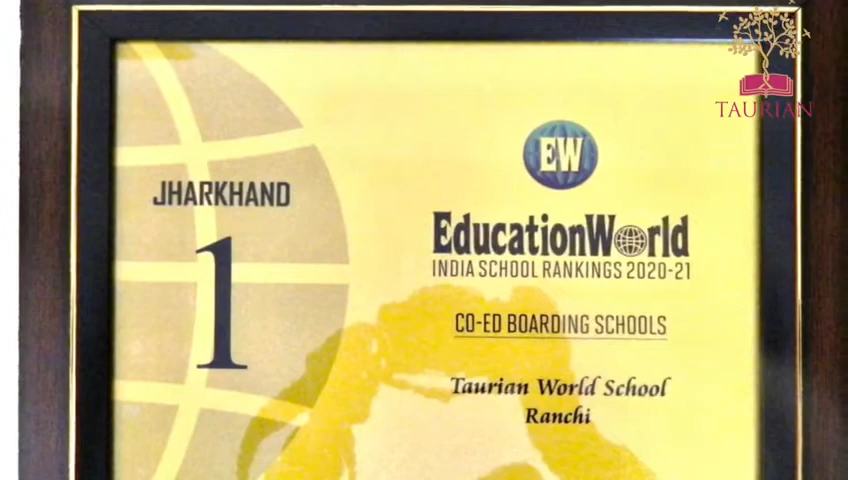 TAURIAN
JHARKHAND
1
EW
EducationWorld
INDIA SCHOOL RANKINGS 2020-21
CO-ED BOARDING SCHOOLS
Taurian World School
Ranchi